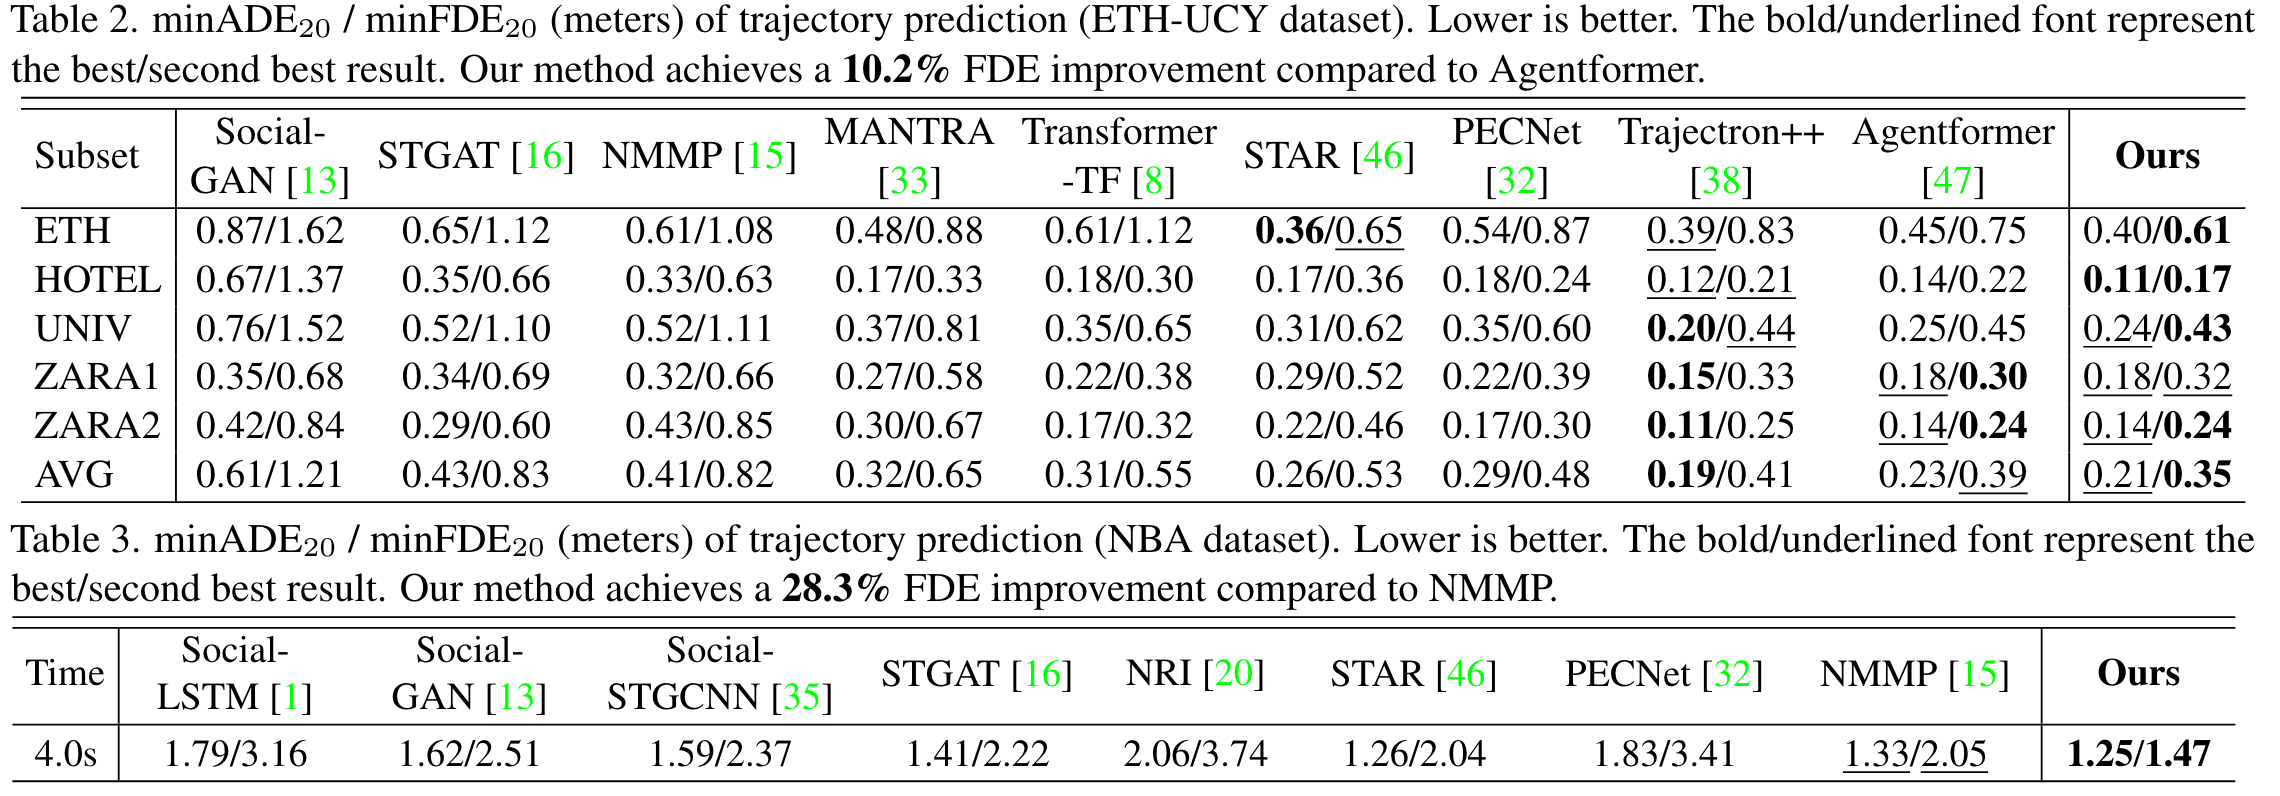 Table 2. minADE₂₀ / minFDE₂₀ (meters) of trajectory prediction (ETH-UCY dataset). Lower is better. The bold/underlined font represent
the best/second best result. Our method achieves a 10.2% FDE improvement compared to Agentformer.
Subset Social-GAN [13] STGAT [16] NMMP [15] MANTRA [33] Transformer-TF [8] STAR [46] PECNet [32] Trajectron++ [38] Agentformer [47] Ours
ETH 0.87/1.62 0.65/1.12 0.61/1.08 0.48/0.88 0.61/1.12 0.36/0.65 0.54/0.87 0.39/0.83 0.45/0.75 0.40/0.61
HOTEL 0.67/1.37 0.35/0.66 0.33/0.63 0.17/0.33 0.18/0.30 0.17/0.36 0.18/0.24 0.12/0.21 0.14/0.22 0.11/0.17
UNIV 0.76/1.52 0.52/1.10 0.52/1.11 0.37/0.81 0.35/0.65 0.31/0.62 0.35/0.60 0.20/0.44 0.25/0.45 0.24/0.43
ZARA1 0.35/0.68 0.34/0.69 0.32/0.66 0.27/0.58 0.22/0.38 0.29/0.52 0.22/0.39 0.15/0.33 0.18/0.30 0.18/0.32
ZARA2 0.42/0.84 0.29/0.60 0.43/0.85 0.30/0.67 0.17/0.32 0.22/0.46 0.17/0.30 0.11/0.25 0.14/0.24 0.14/0.24
AVG 0.61/1.21 0.43/0.83 0.41/0.82 0.32/0.65 0.31/0.55 0.26/0.53 0.29/0.48 0.19/0.41 0.23/0.39 0.21/0.35
Table 3. minADE₂₀ / minFDE₂₀ (meters) of trajectory prediction (NBA dataset). Lower is better. The bold/underlined font represent the
best/second best result. Our method achieves a 28.3% FDE improvement compared to NMMP.
Time Social-LSTM [1] Social-GAN [13] Social-STGCNN [35] STGAT [16] NRI [20] STAR [46] PECNet [32] NMMP [15] Ours
4.0s 1.79/3.16 1.62/2.51 1.59/2.37 1.41/2.22 2.06/3.74 1.26/2.04 1.83/3.41 1.33/2.05 1.25/1.47